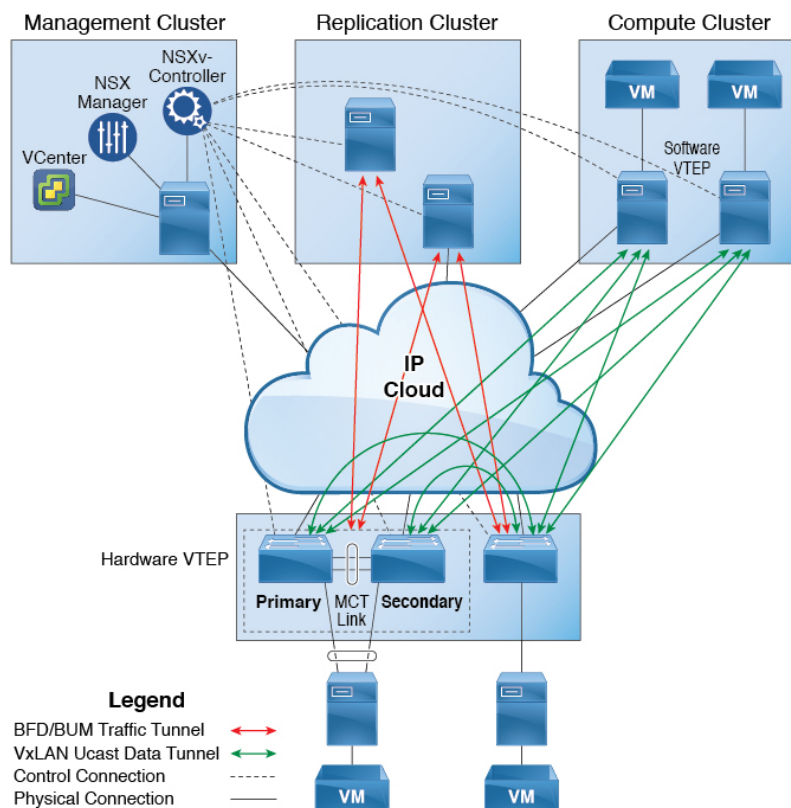 Management Cluster
Replication Cluster
Compute Cluster
NSXv-
Controller
NSX
Manager
VCenter
VM
VM
Software
VTEP
IP
Cloud
Hardware VTEP
Primary
MCT
Link
Secondary
Legend
BFD/BUM Traffic Tunnel
VxLAN Ucast Data Tunnel
Control Connection
Physical Connection
VM
VM